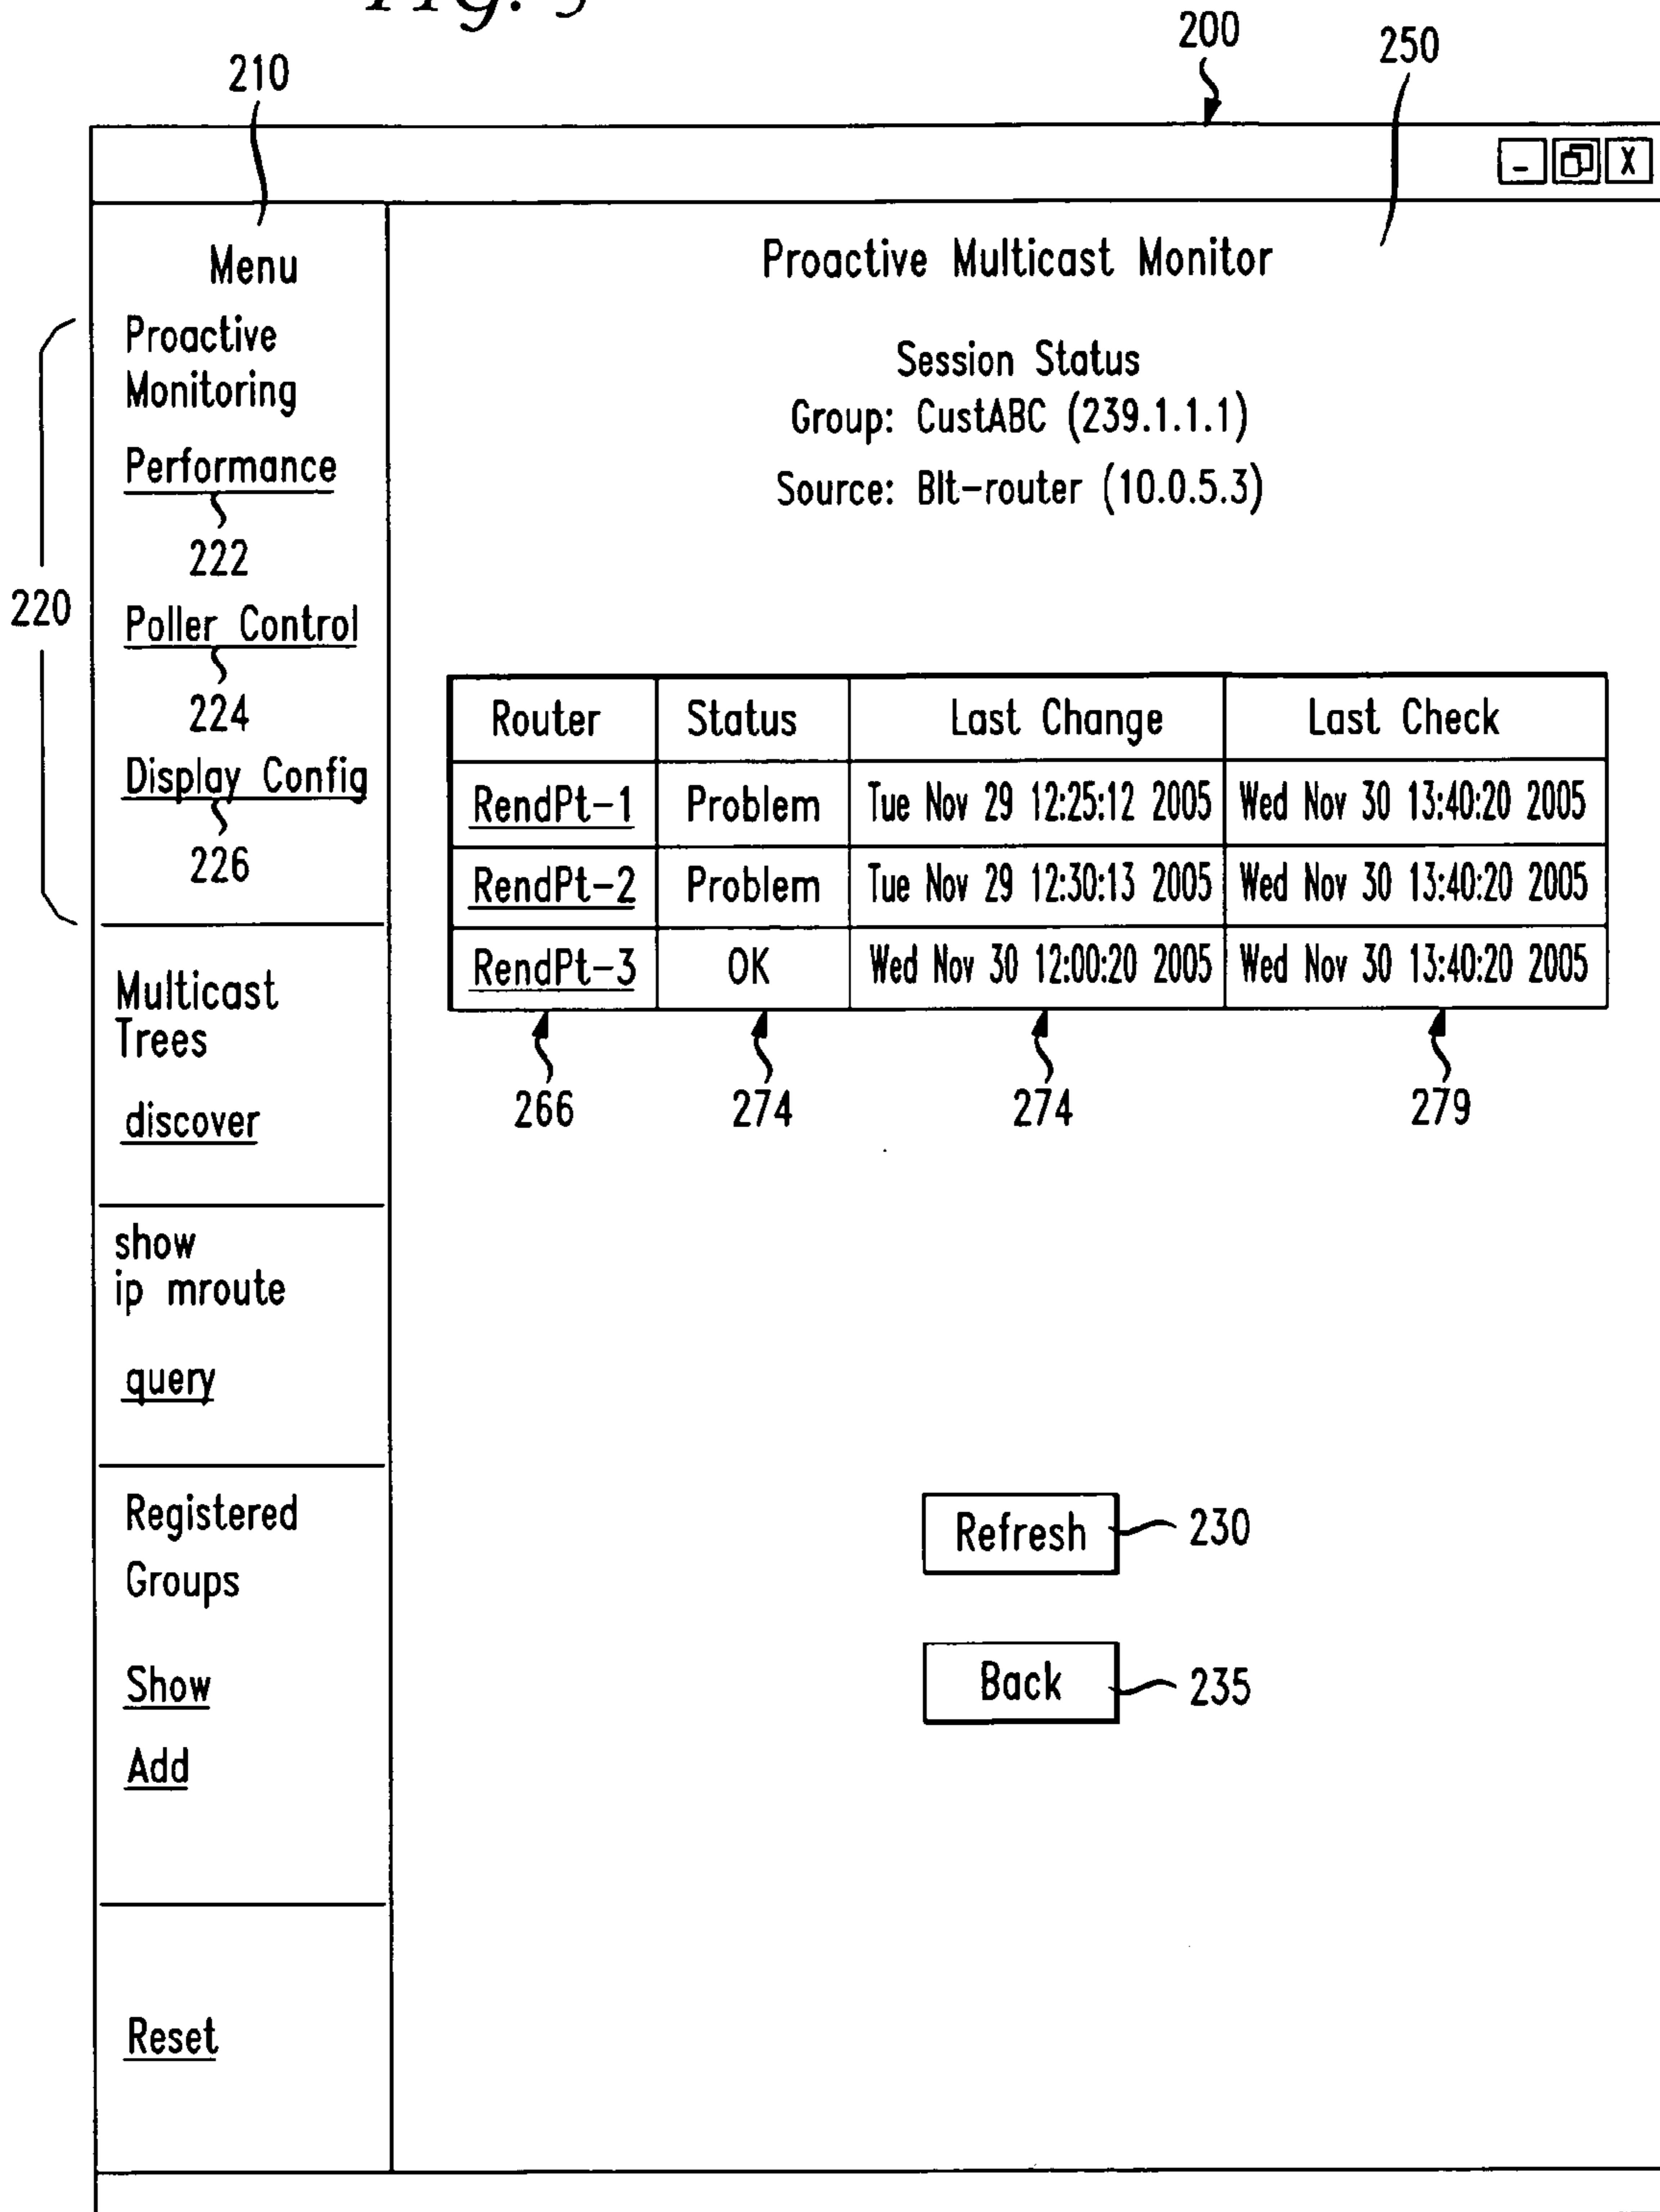 200
250
210
_ X
Menu
Proactive
Monitoring
Performance
222
220
Poller Control
224
Display Config
226
Multicast
Trees
discover
show
ip mroute
query
Registered
Groups
Show
Add
Reset
Proactive Multicast Monitor
Session Status
Group: CustABC (239.1.1.1)
Source: Blt-router (10.0.5.3)
Router Status Last Change Last Check
RendPt-1 Problem Tue Nov 29 12:25:12 2005 Wed Nov 30 13:40:20 2005
RendPt-2 Problem Tue Nov 29 12:30:13 2005 Wed Nov 30 13:40:20 2005
RendPt-3 OK Wed Nov 30 12:00:20 2005 Wed Nov 30 13:40:20 2005
266 274 274 279
Refresh 230
Back 235